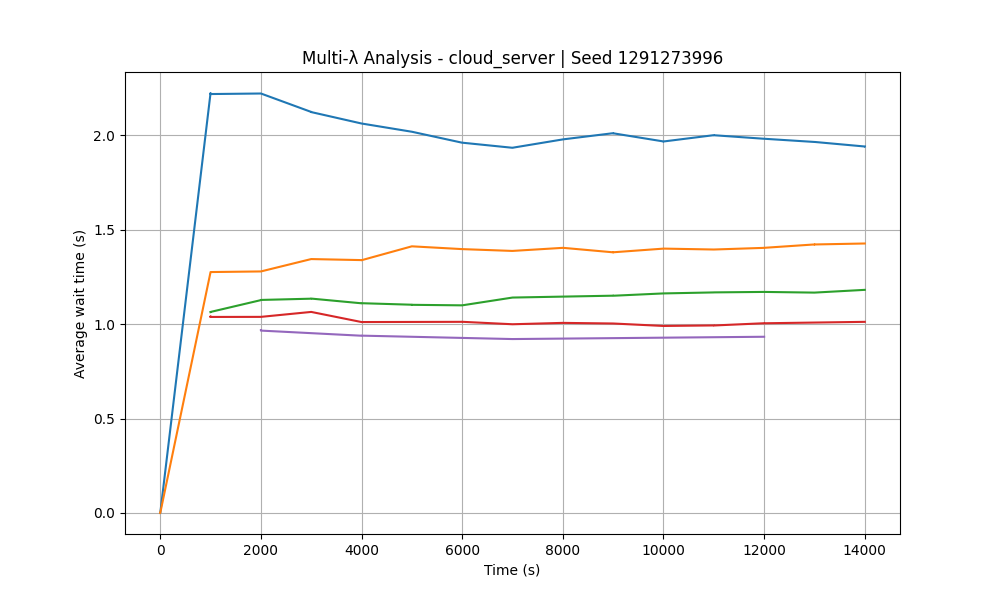 Multi-λ Analysis - cloud_server | Seed 1291273996
Average wait time (s)
2.0
1.5
1.0
0.5
0.0
0 2000 4000 6000 8000 10000 12000 14000
Time (s)